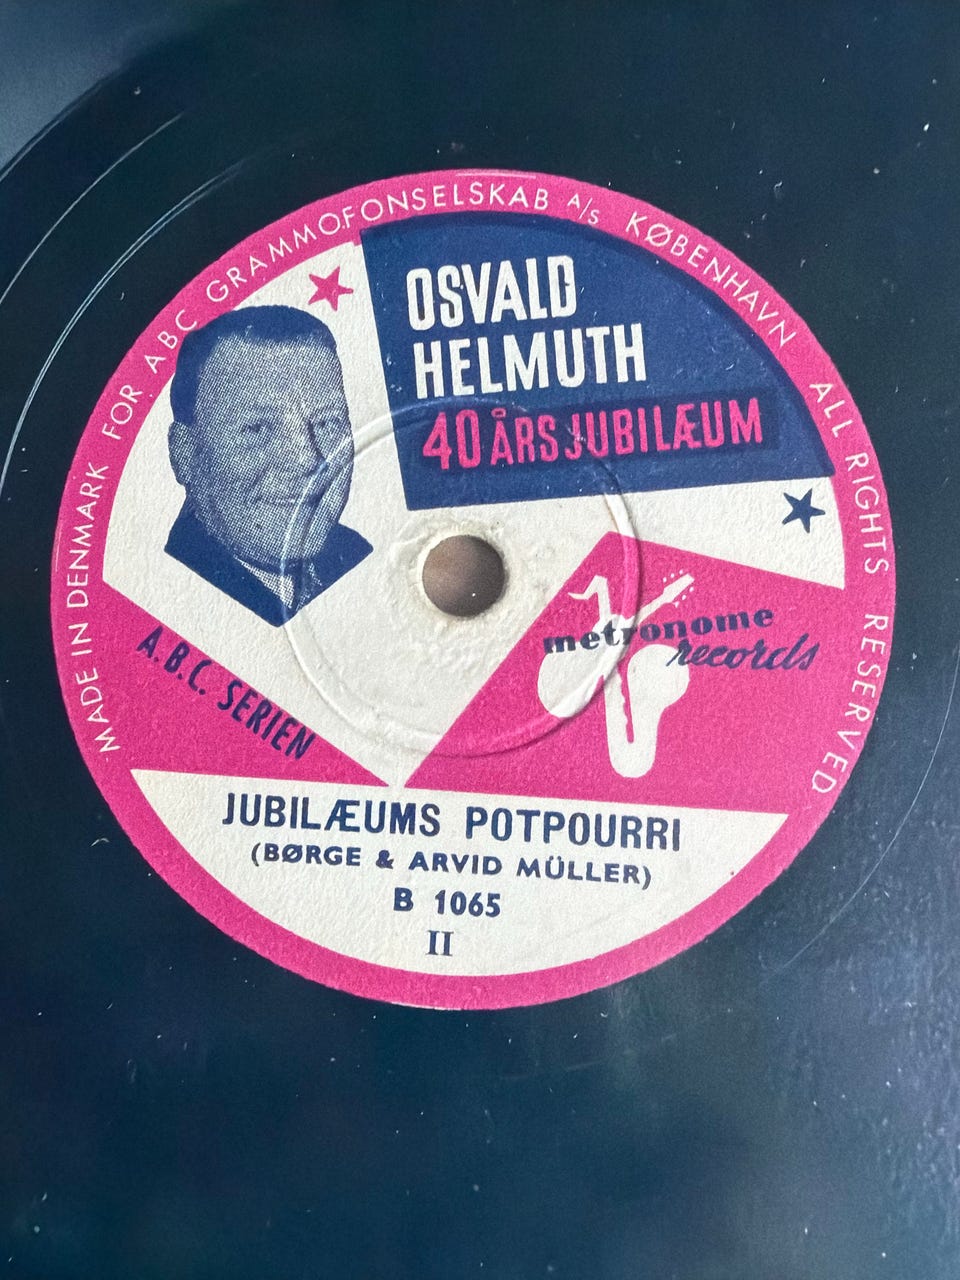 MADE IN DENMARK FOR ABC GRAMMOFONSELSKAB A/S KØBENHAVN ALL RIGHTS RESERVED
OSVALD
HELMUTH
40 ÅRS JUBILÆUM
metronome
records
A.B.C. SERIEN
JUBILÆUMS POTPOURRI
(BØRGE & ARVID MÜLLER)
B 1065
II